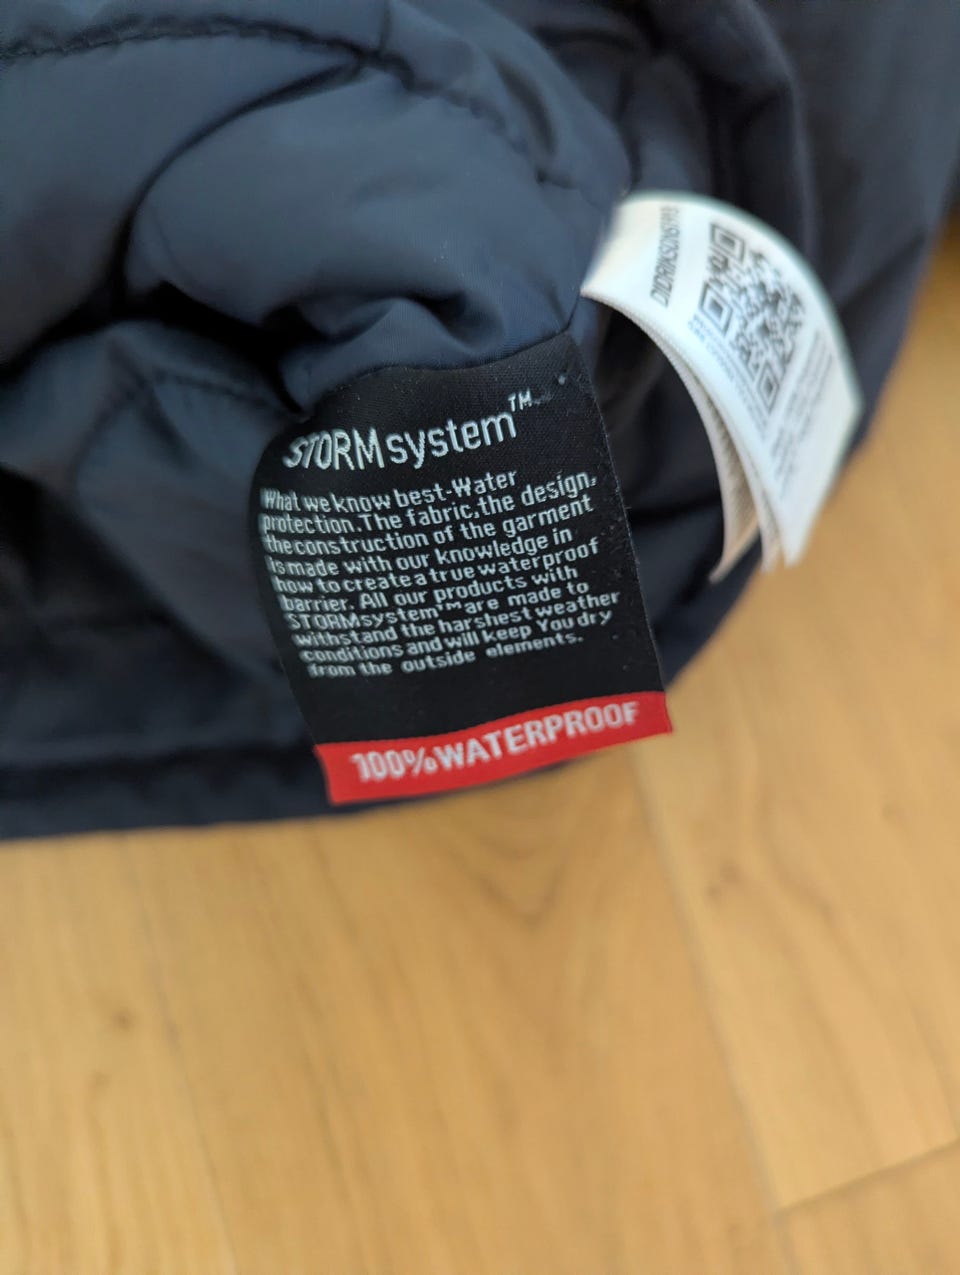 STORMsystem™
What we know best-Water
protection.The fabric,the design,
the construction of the garment
is made with our knowledge in
how to create a true waterproof
barrier. All our products with
STORMsystem™ are made to
withstand the harshest weather
conditions and will keep You dry
from the outside elements.
100%WATERPROOF